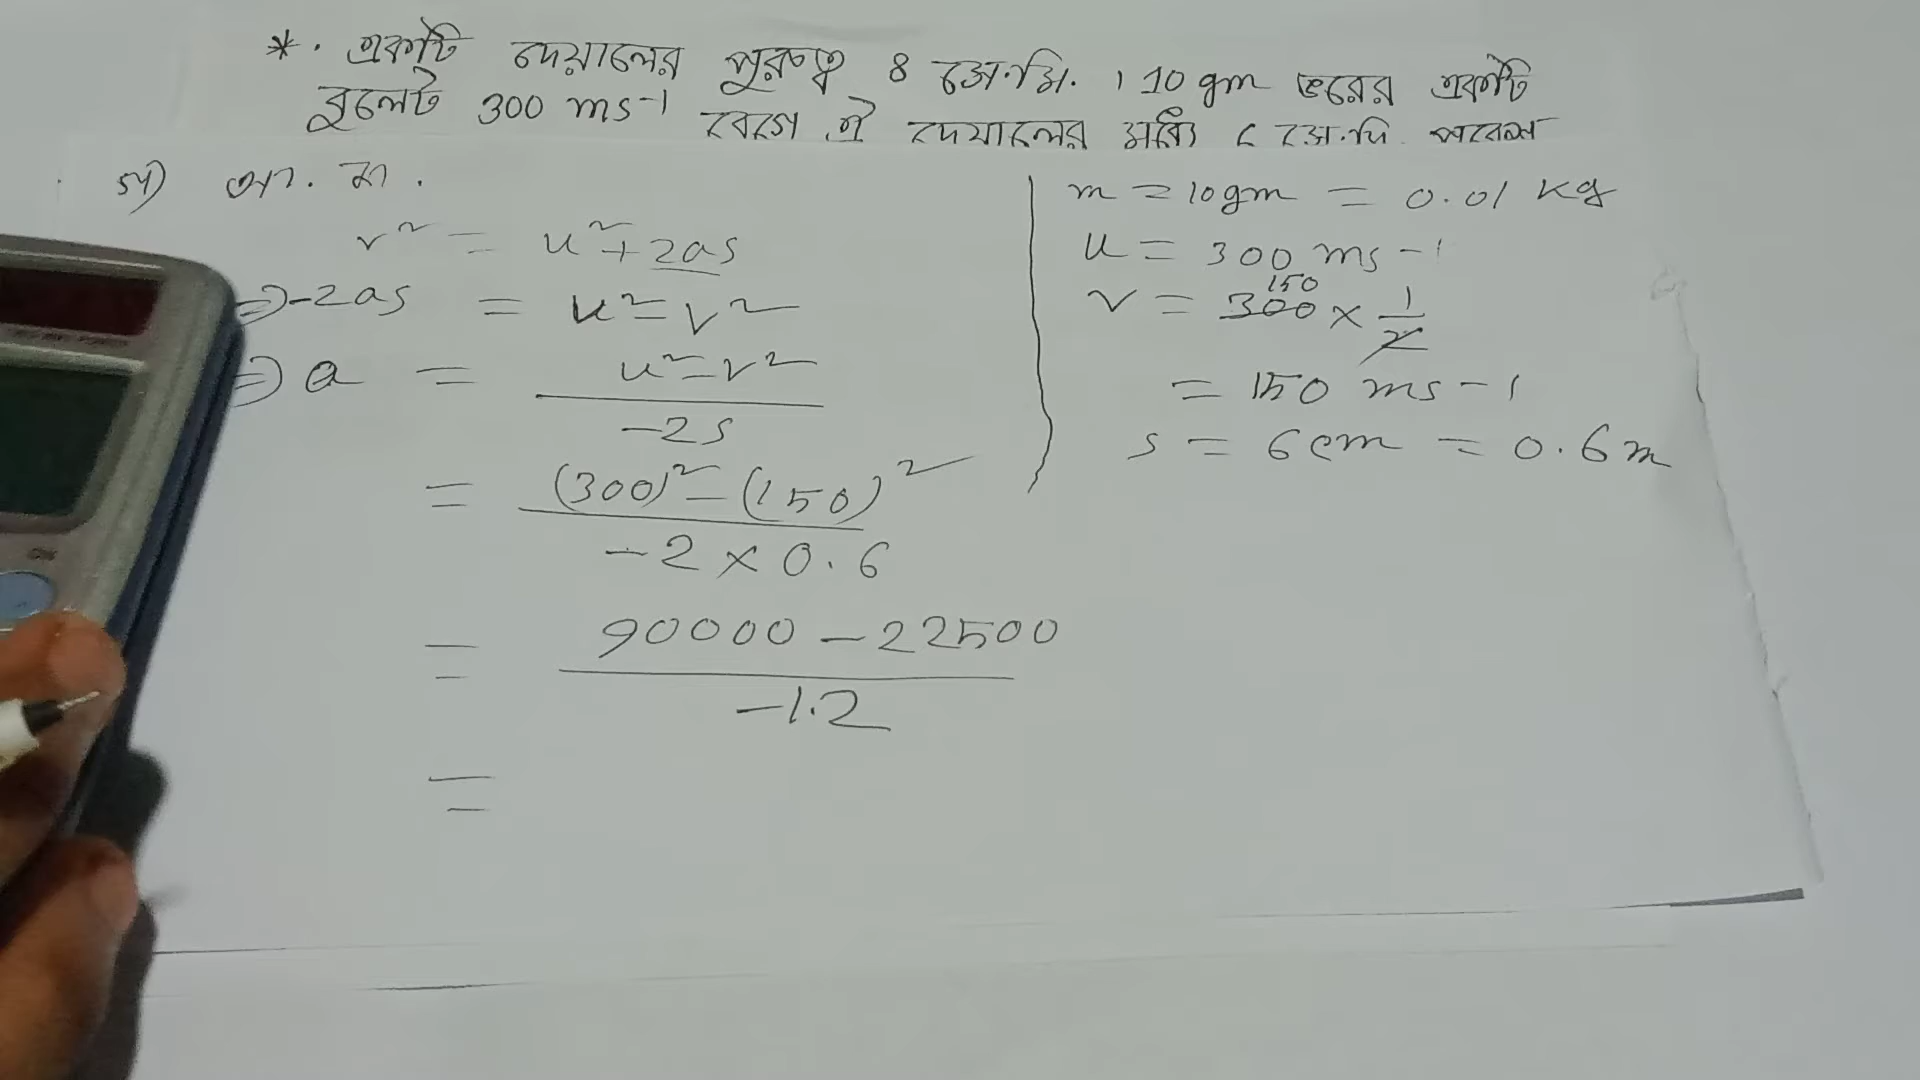 *. একটি দেয়ালের পুরুত্ব 8 সে.মি. । 10 gm ভরের একটি
বুলেট 300 ms-1 বেগে ঐ দেয়ালের মধ্যে 6 সে.মি. প্রবেশ
গ) আ. না.
v² = u²+2as
⇒ -2as = u²-v²
⇒ a = u²-v² / -2s
= (300)²-(150)² / -2×0.6
= 90000-22500 / -1.2
=
m = 10gm = 0.01 kg
u = 300 ms-1
150
v = 300 × 1/2
= 150 ms-1
s = 6cm = 0.6m